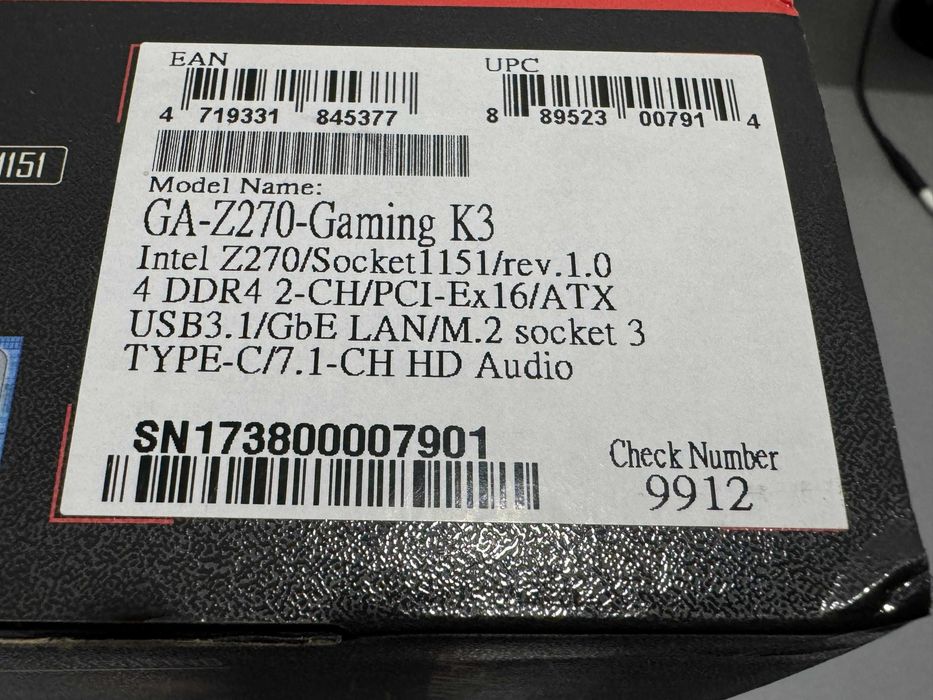 EAN
4 719331 845377
UPC
8 89523 00791 4
1151
Model Name:
GA-Z270-Gaming K3
Intel Z270/Socket1151/rev.1.0
4 DDR4 2-CH/PCI-Ex16/ATX
USB3.1/GbE LAN/M.2 socket 3
TYPE-C/7.1-CH HD Audio
SN173800007901
Check Number
9912